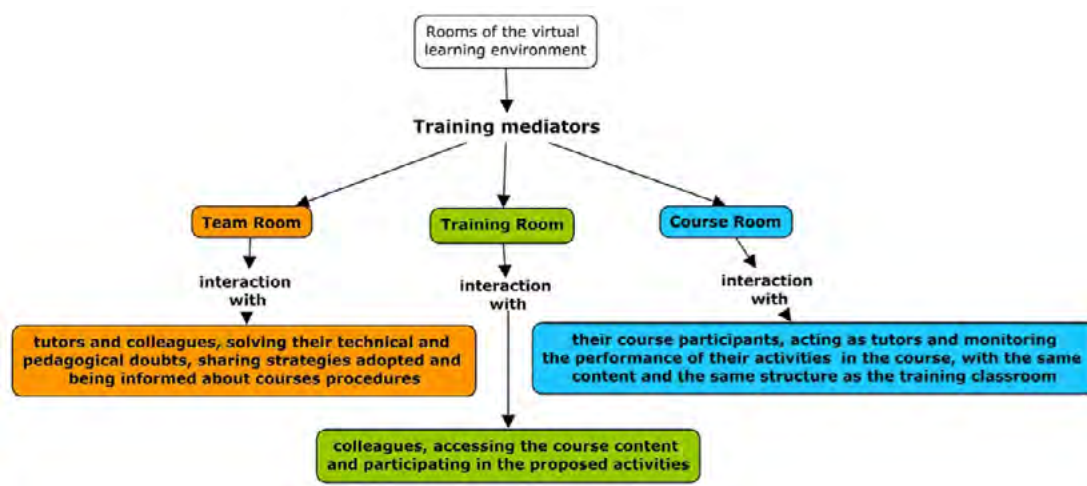 Rooms of the virtual
learning environment
Training mediators
Team Room
Training Room
Course Room
interaction
with
interaction
with
interaction
with
tutors and colleagues, solving their technical and
pedagogical doubts, sharing strategies adopted and
being informed about courses procedures
their course participants, acting as tutors and monitoring
the performance of their activities in the course, with the same
content and the same structure as the training classroom
colleagues, accessing the course content
and participating in the proposed activities